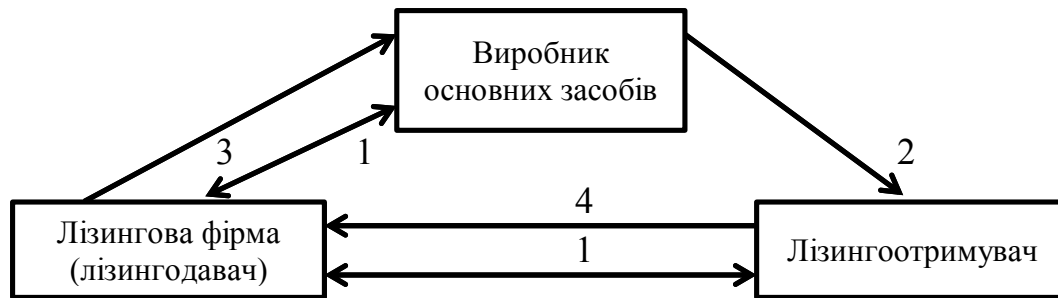 Виробник
основних засобів
3
1
2
4
1
Лізингова фірма
(лізингодавач)
Лізингоотримувач